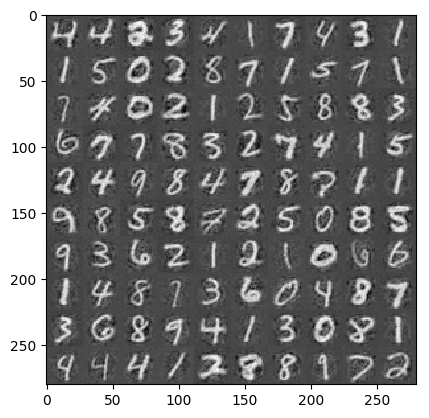 0
4 4 2 3 4 1 7 4 3 1
1 5 0 2 8 7 1 5 7 1
50
7 4 0 2 1 2 5 8 8 3
100
6 7 7 8 3 2 7 4 1 5
2 4 9 8 4 7 8 7 1 1
150
9 8 5 8 7 2 5 0 8 5
9 3 6 2 1 2 1 0 6 6
200
1 4 8 7 3 6 0 4 8 7
3 6 8 9 4 1 3 0 8 1
250
4 4 4 1 2 8 8 9 7 2
0 50 100 150 200 250